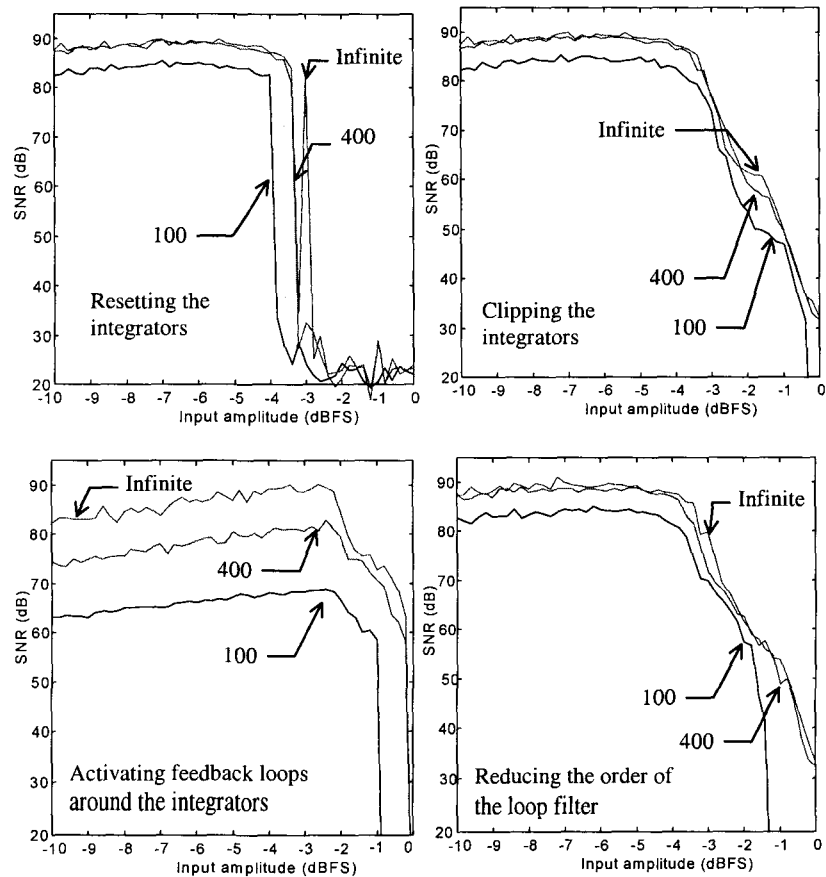 90
80
70
60
50
40
30
20
SNR (dB)
Infinite
400
100
Resetting the
integrators
-10 -9 -8 -7 -6 -5 -4 -3 -2 -1 0
Input amplitude (dBFS)
90
80
70
60
50
40
30
20
SNR (dB)
Infinite
400
100
Clipping the
integrators
-10 -9 -8 -7 -6 -5 -4 -3 -2 -1 0
Input amplitude (dBFS)
90
80
70
60
50
40
30
20
SNR (dB)
Infinite
400
100
Activating feedback loops
around the integrators
-10 -9 -8 -7 -6 -5 -4 -3 -2 -1 0
Input amplitude (dBFS)
90
80
70
60
50
40
30
20
SNR (dB)
Infinite
100
400
Reducing the order of
the loop filter
-10 -9 -8 -7 -6 -5 -4 -3 -2 -1 0
Input amplitude (dBFS)